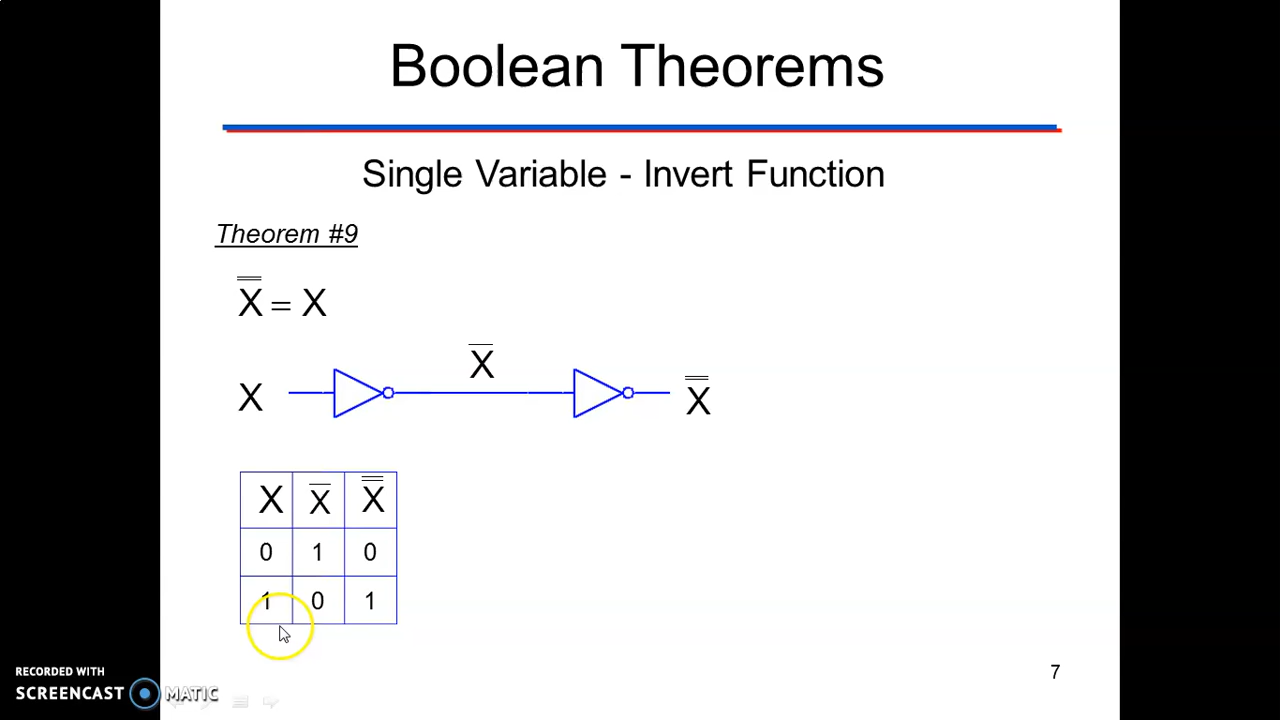 Boolean Theorems
Single Variable - Invert Function
Theorem #9
X̿ = X
X̅
X X̿
X X̅ X̿
0 1 0
1 0 1
7
RECORDED WITH
SCREENCAST MATIC